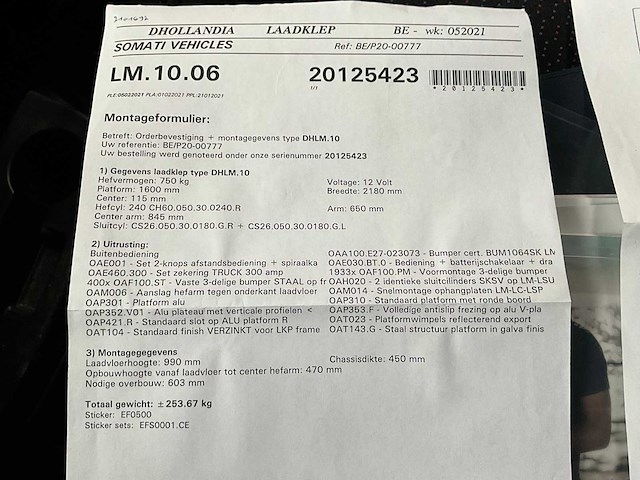 2101692
DHOLLANDIA LAADKLEP BE - wk: 052021
SOMATI VEHICLES Ref: BE/P20-00777
LM.10.06 20125423
*20125423*
PLE:05022021 PLA:01022021 PPL:21012021 1/1
Montageformulier:
Betreft: Orderbevestiging + montagegevens type DHLM.10
Uw referentie: BE/P20-00777
Uw bestelling werd genoteerd onder onze serienummer 20125423
1) Gegevens laadklep type DHLM.10
Hefvermogen: 750 kg Voltage: 12 Volt
Platform: 1600 mm Breedte: 2180 mm
Center: 115 mm
Hefcyl: 240 CH60.050.30.0240.R Arm: 650 mm
Center arm: 845 mm
Sluitcyl: CS26.050.30.0180.G.R + CS26.050.30.0180.G.L
2) Uitrusting:
Buitenbediening OAA100.E27-023073 - Bumper cert. BUM1064SK LM
OAE001 - Set 2-knops afstandsbediening + spiraalka OAE030.BT.0 - Bediening + batterijschakelaar + dra
OAE460.300 - Set zekering TRUCK 300 amp 1933x OAF100.PM - Voormontage 3-delige bumper
400x OAF100.ST - Vaste 3-delige bumper STAAL op fr OAH020 - 2 identieke sluitcilinders SKSV op LM-LSU
OAM006 - Aanslag hefarm tegen onderkant laadvloer OAM014 - Snelmontage ophangplaten LM-LC-LSP
OAP301 - Platform alu OAP310 - Standaard platform met ronde boord
OAP352.V01 - Alu plateau met verticale profielen < OAP353.F - Volledige antislip frezing op alu V-pla
OAP421.R - Standaard slot op ALU platform R OAT023 - Platformwimpels reflecterend export
OAT104 - Standaard finish VERZINKT voor LKP frame OAT143.G - Staal structuur platform in galva finis
3) Montagegegevens
Laadvloerhoogte: 990 mm Chassisdikte: 450 mm
Opbouwhoogte vanaf laadvloer tot center hefarm: 470 mm
Nodige overbouw: 603 mm
Totaal gewicht: ±253.67 kg
Sticker: EF0500
Sticker sets: EFS0001.CE